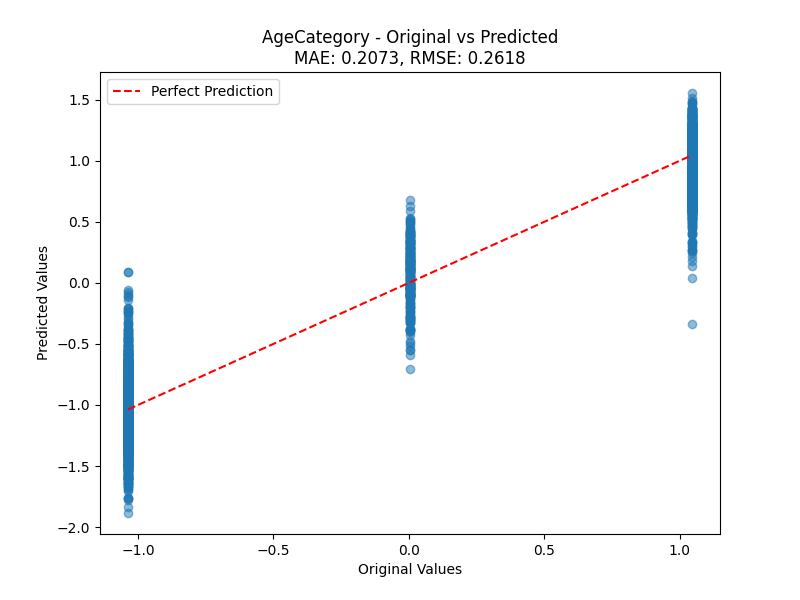 AgeCategory - Original vs Predicted
MAE: 0.2073, RMSE: 0.2618
Perfect Prediction
1.5
1.0
0.5
0.0
−0.5
−1.0
−1.5
−2.0
Predicted Values
−1.0
−0.5
0.0
0.5
1.0
Original Values